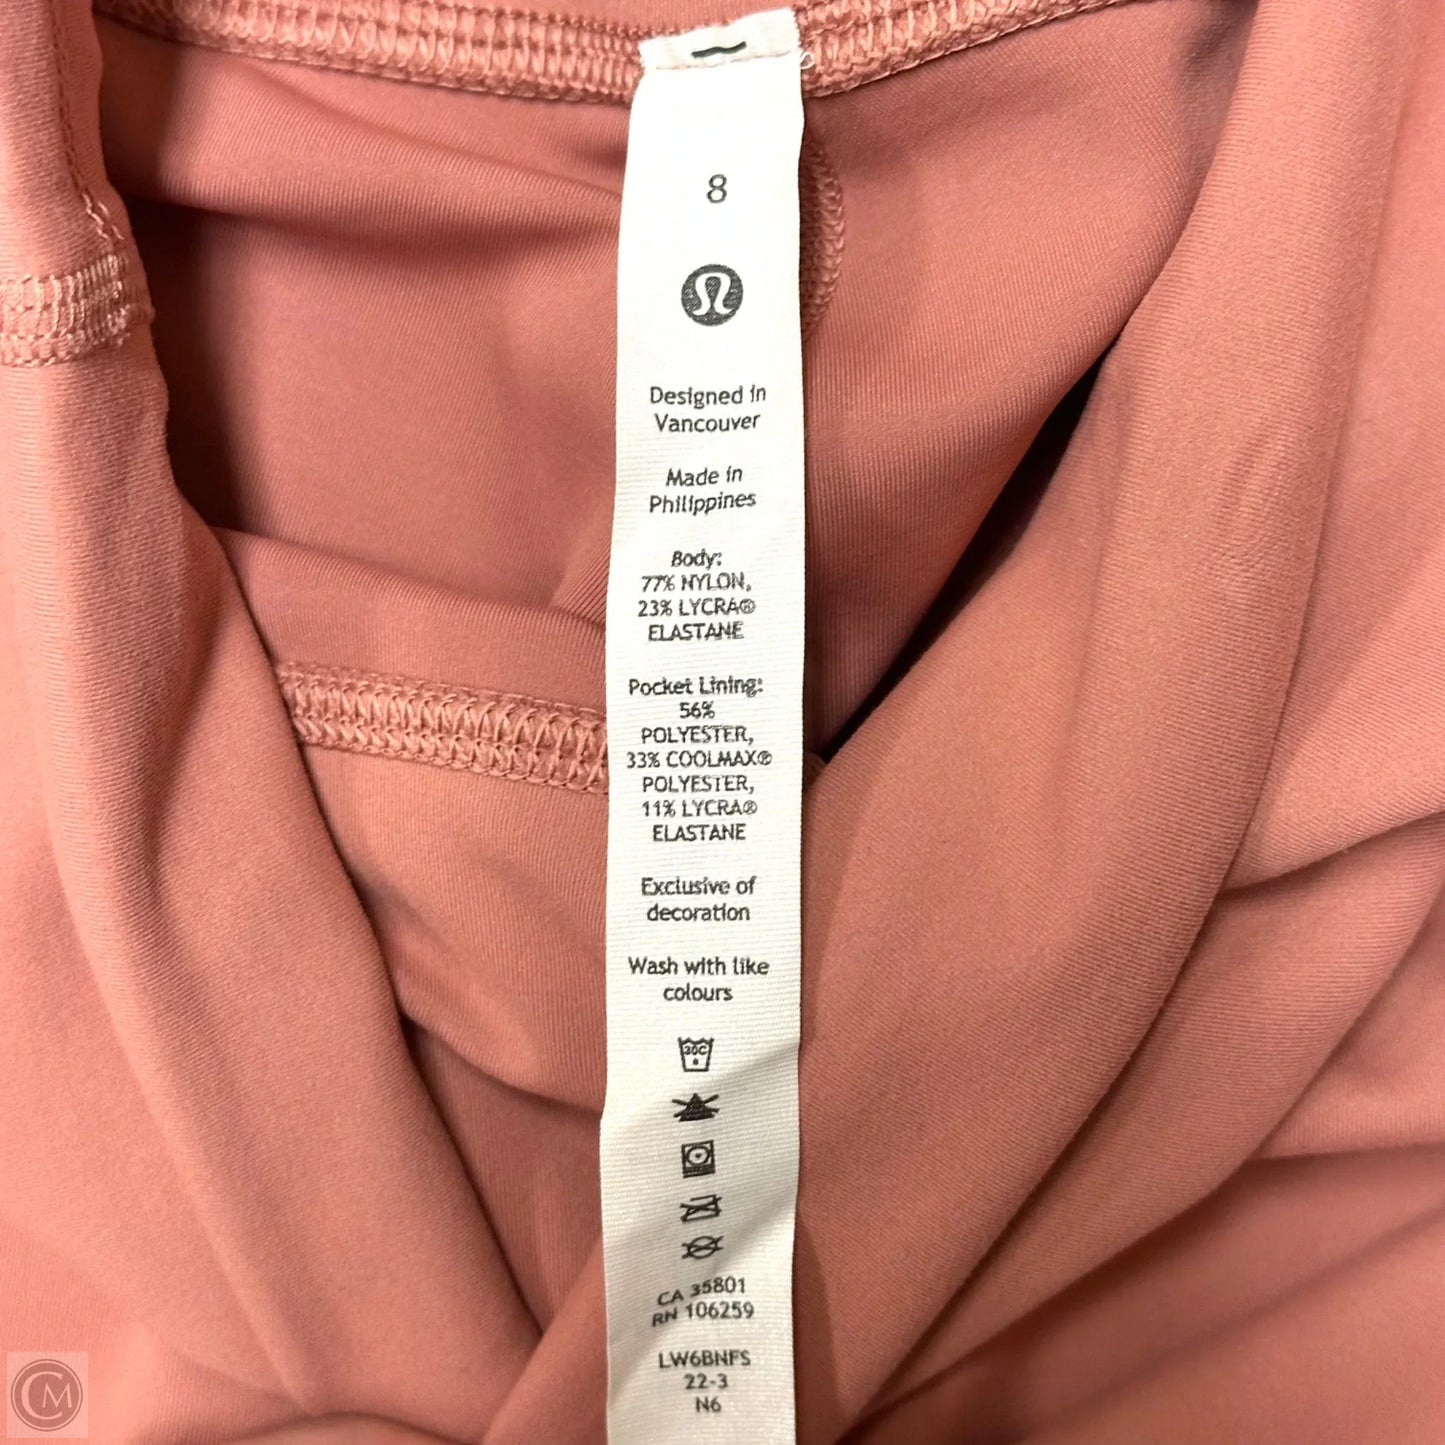 8
Designed in
Vancouver
Made in
Philippines
Body:
77% NYLON,
23% LYCRA®
ELASTANE
Pocket Lining:
56%
POLYESTER,
33% COOLMAX®
POLYESTER,
11% LYCRA®
ELASTANE
Exclusive of
decoration
Wash with like
colours
30C
CA 35801
RN 106259
LW6BNFS
22-3
N6
CM